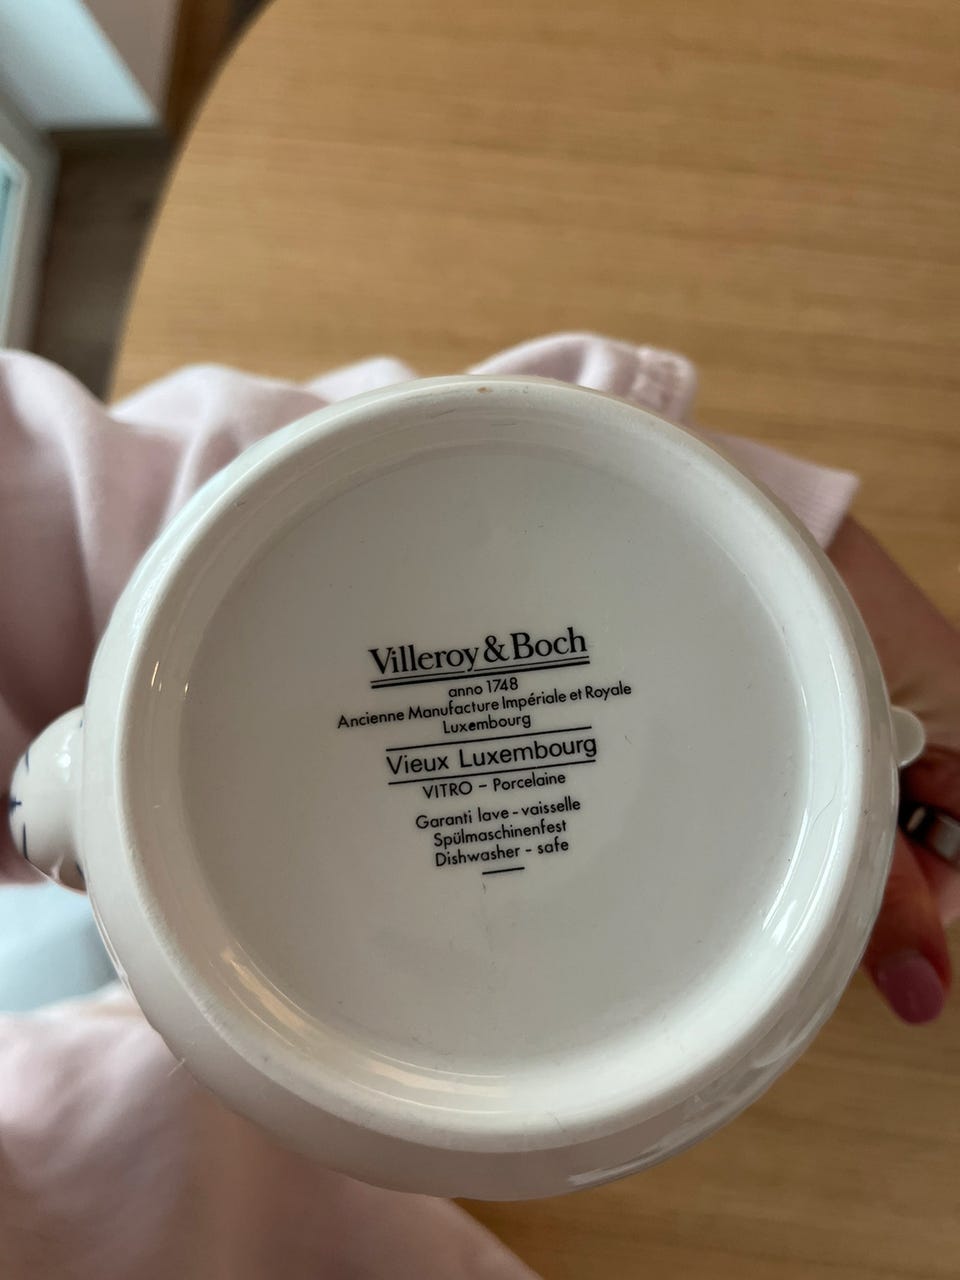 Villeroy & Boch
anno 1748
Ancienne Manufacture Impériale et Royale
Luxembourg
Vieux Luxembourg
VITRO – Porcelaine
Garanti lave - vaisselle
Spülmaschinenfest
Dishwasher - safe